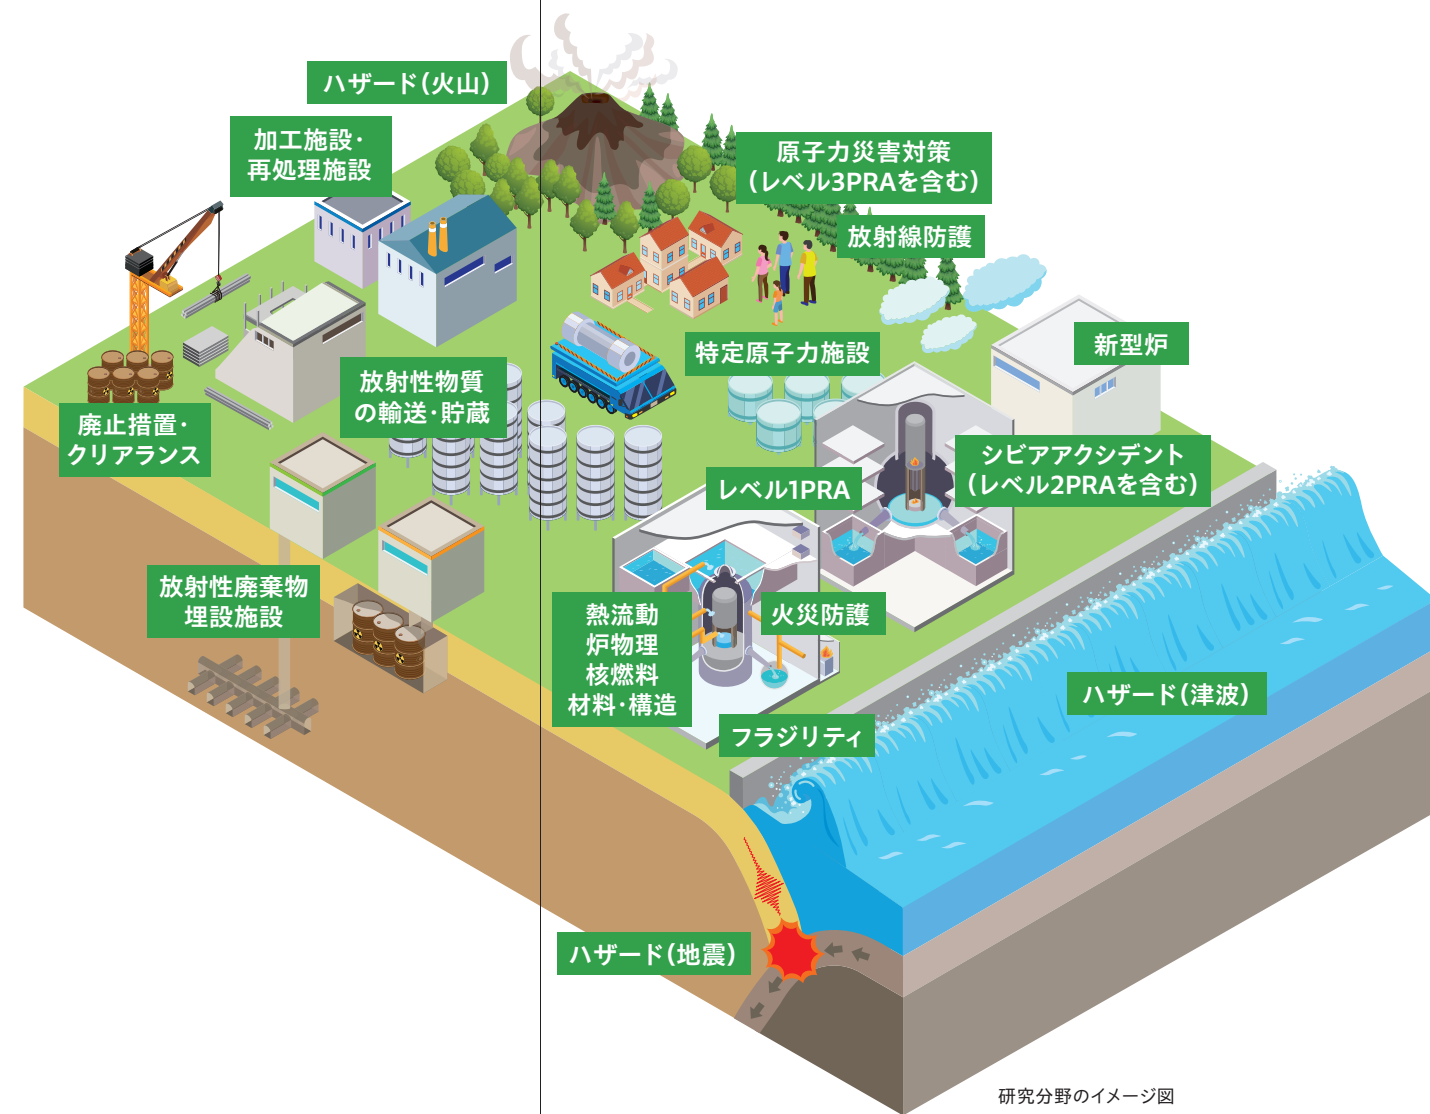 ハザード(火山)
加工施設・
再処理施設
原子力災害対策
(レベル3PRAを含む)
放射線防護
特定原子力施設
新型炉
放射性物質
の輸送・貯蔵
廃止措置・
クリアランス
シビアアクシデント
(レベル2PRAを含む)
レベル1PRA
放射性廃棄物
埋設施設
熱流動
炉物理
核燃料
材料・構造
火災防護
ハザード(津波)
フラジリティ
ハザード(地震)
研究分野のイメージ図